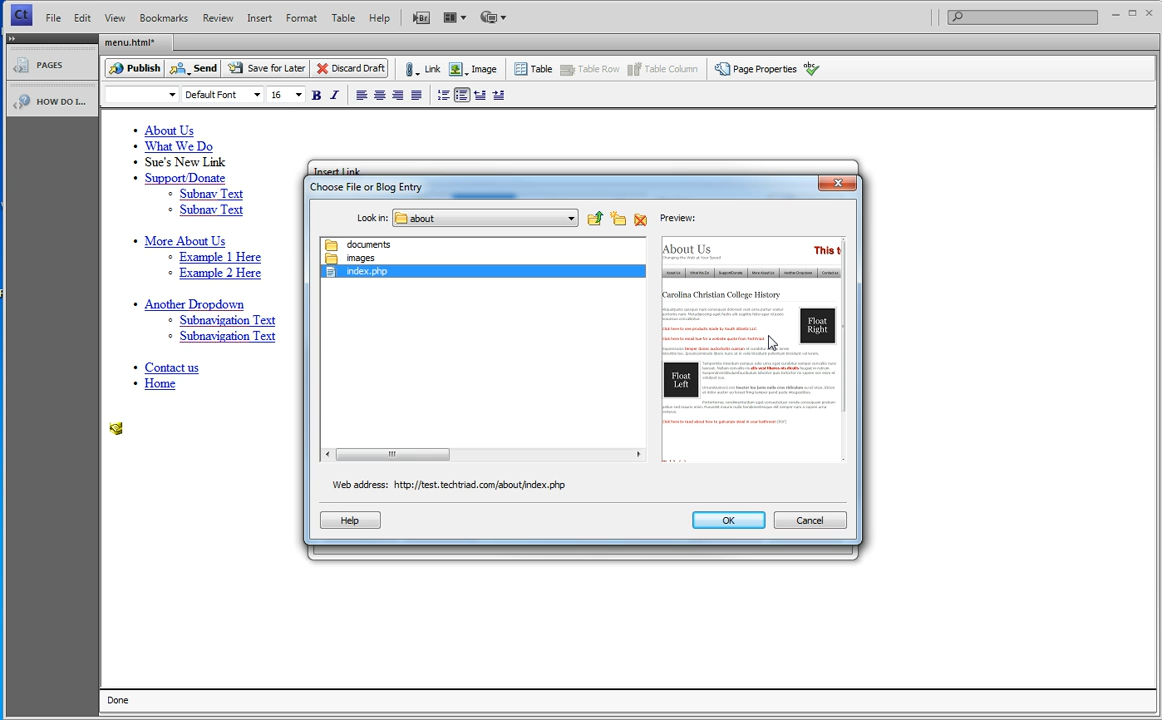 Ct File Edit View Bookmarks Review Insert Format Table Help Br
menu.html*
PAGES
HOW DO I...
Publish Send Save for Later Discard Draft Link Image Table Table Row Table Column Page Properties abc
Default Font 16 B I
• About Us
• What We Do
• Sue's New Link
• Support/Donate
Subnav Text
Subnav Text
• More About Us
Example 1 Here
Example 2 Here
• Another Dropdown
Subnavigation Text
Subnavigation Text
• Contact us
• Home
Insert Link
Choose File or Blog Entry
Look in: about
Preview:
documents
images
index.php
About Us
This t
Carolina Christian College History
Float
Right
Float
Left
Web address: http://test.techtriad.com/about/index.php
Help OK Cancel
Done